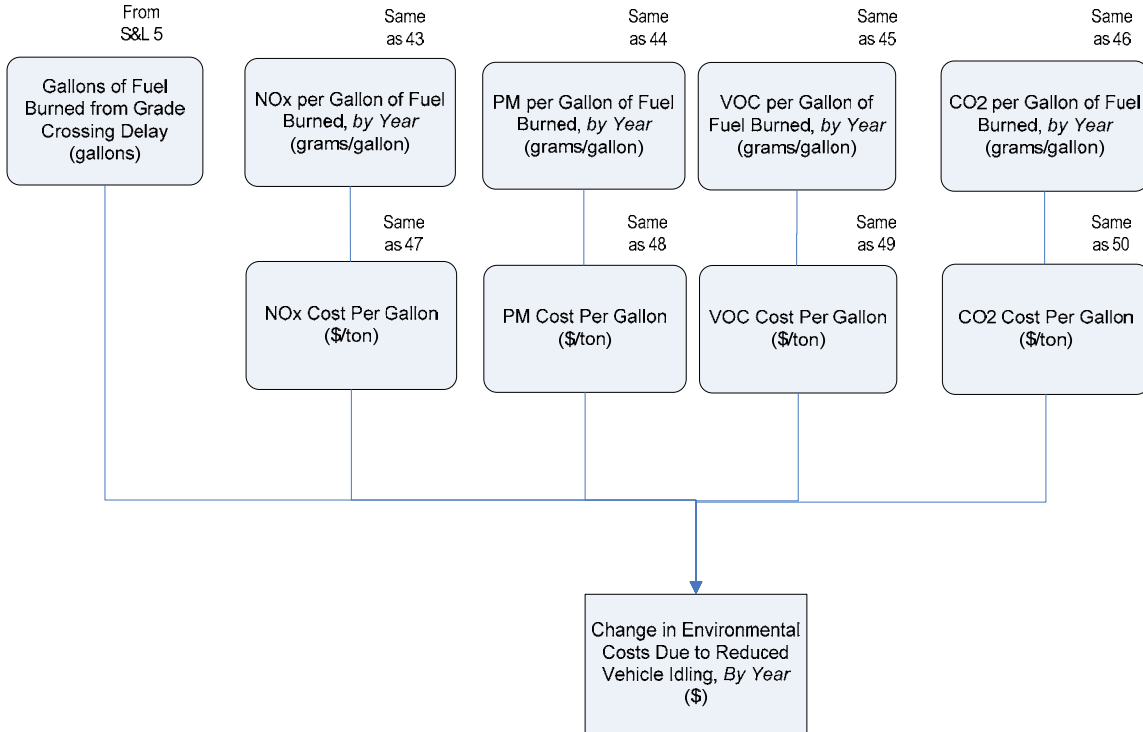 From
S&L 5
Same
as 43
Same
as 44
Same
as 45
Same
as 46
Gallons of Fuel
Burned from Grade
Crossing Delay
(gallons)
NOx per Gallon of Fuel
Burned, by Year
(grams/gallon)
PM per Gallon of Fuel
Burned, by Year
(grams/gallon)
VOC per Gallon of
Fuel Burned, by Year
(grams/gallon)
CO2 per Gallon of Fuel
Burned, by Year
(grams/gallon)
Same
as 47
Same
as 48
Same
as 49
Same
as 50
NOx Cost Per Gallon
($/ton)
PM Cost Per Gallon
($/ton)
VOC Cost Per Gallon
($/ton)
CO2 Cost Per Gallon
($/ton)
Change in Environmental
Costs Due to Reduced
Vehicle Idling, By Year
($)